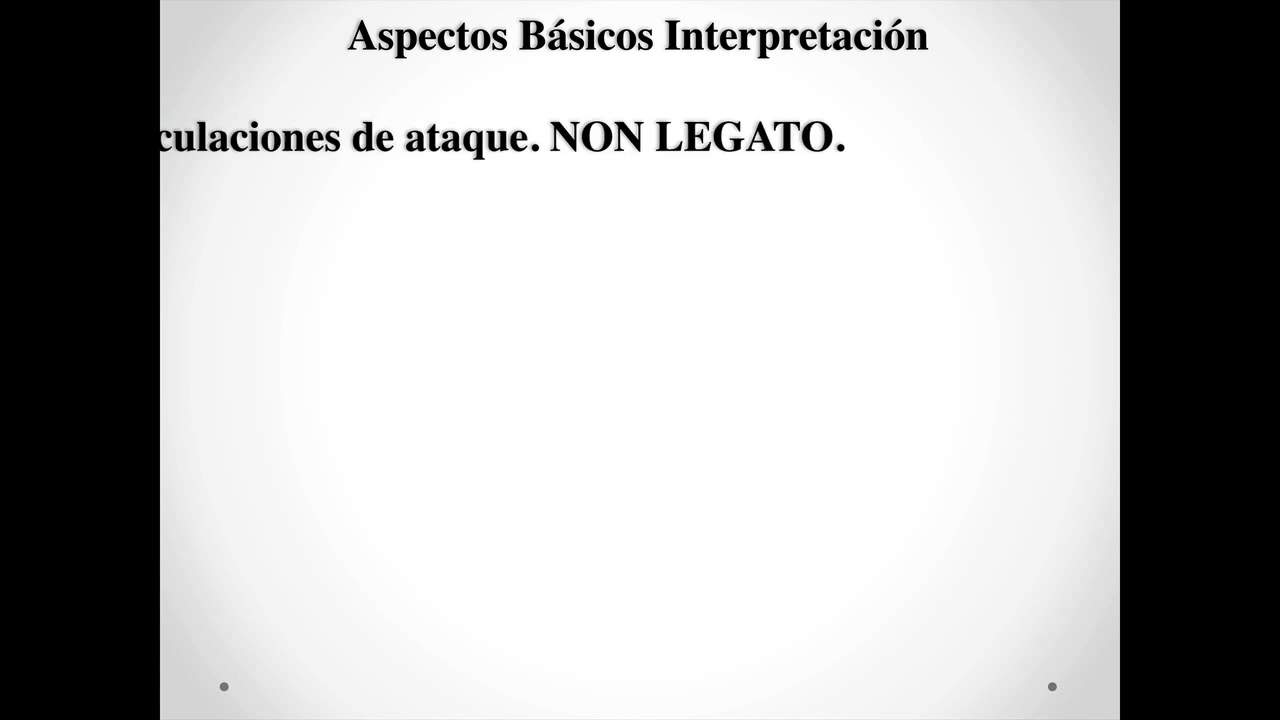 Aspectos Básicos Interpretación
culaciones de ataque. NON LEGATO.